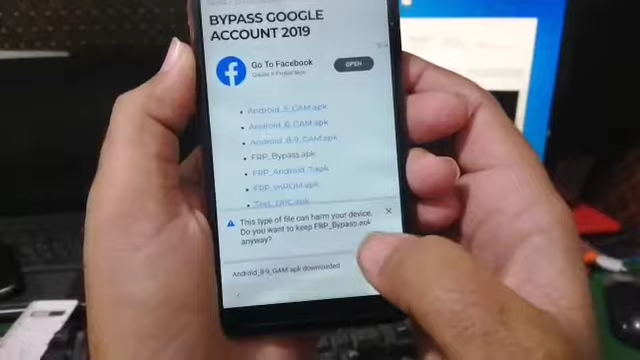 BYPASS GOOGLE
ACCOUNT 2019
Go To Facebook
OPEN
Android_5_GAM.apk
Android_6_GAM.apk
Android_8-9_GAM.apk
FRP_Bypass.apk
FRP_Android_7.apk
FRP_vnROM.apk
Test_DPC.apk
This type of file can harm your device.
Do you want to keep FRP_Bypass.apk
anyway?
Android_8-9_GAM.apk downloaded